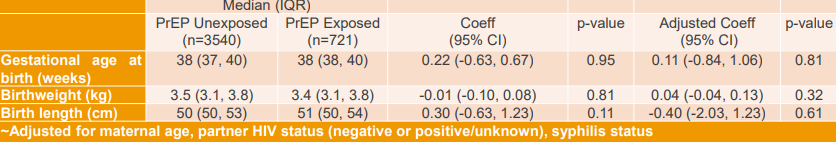 Median (IQR)
PrEP Unexposed PrEP Exposed Coeff p-value Adjusted Coeff p-value
(n=3540) (n=721) (95% CI) (95% CI)
Gestational age at 38 (37, 40) 38 (38, 40) 0.22 (-0.63, 0.67) 0.95 0.11 (-0.84, 1.06) 0.81
birth (weeks)
Birthweight (kg) 3.5 (3.1, 3.8) 3.4 (3.1, 3.8) -0.01 (-0.10, 0.08) 0.81 0.04 (-0.04, 0.13) 0.32
Birth length (cm) 50 (50, 53) 51 (50, 54) 0.30 (-0.63, 1.23) 0.11 -0.40 (-2.03, 1.23) 0.61
~Adjusted for maternal age, partner HIV status (negative or positive/unknown), syphilis status